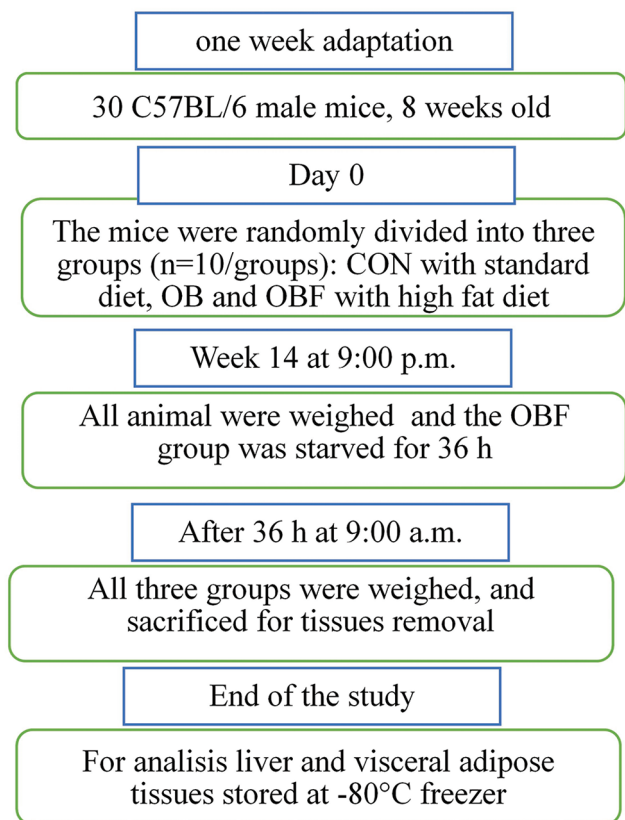 one week adaptation
30 C57BL/6 male mice, 8 weeks old
Day 0
The mice were randomly divided into three
groups (n=10/groups): CON with standard
diet, OB and OBF with high fat diet
Week 14 at 9:00 p.m.
All animal were weighed  and the OBF
group was starved for 36 h
After 36 h at 9:00 a.m.
All three groups were weighed, and
sacrificed for tissues removal
End of the study
For analisis liver and visceral adipose
tissues stored at -80°C freezer